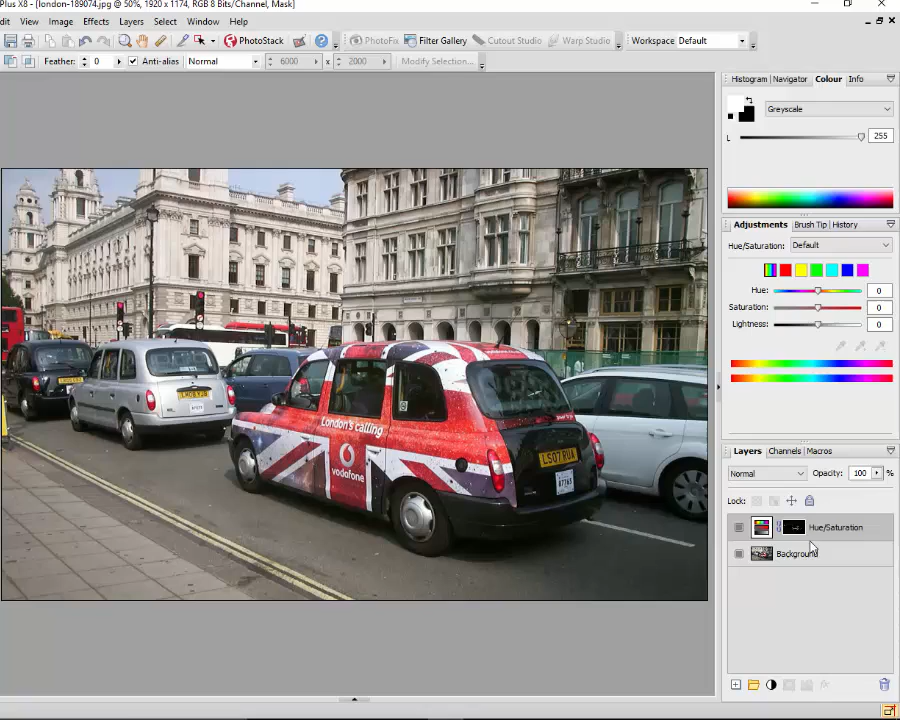 Plus X8 - [london-189074.jpg @ 50%, 1920 x 1174, RGB 8 Bits/Channel, Mask]
dit View Image Effects Layers Select Window Help
PhotoStack PhotoFix Filter Gallery Cutout Studio Warp Studio Workspace Default
Feather: 0 Anti-alias Normal 6000 x 2000 Modify Selection...
Histogram Navigator Colour Info
Greyscale
L 255
Adjustments Brush Tip History
Hue/Saturation: Default
Hue: 0
Saturation: 0
Lightness: 0
Layers Channels Macros
Normal Opacity: 100 %
Lock:
Hue/Saturation
Background
London's calling
vodafone
LS07 RUA